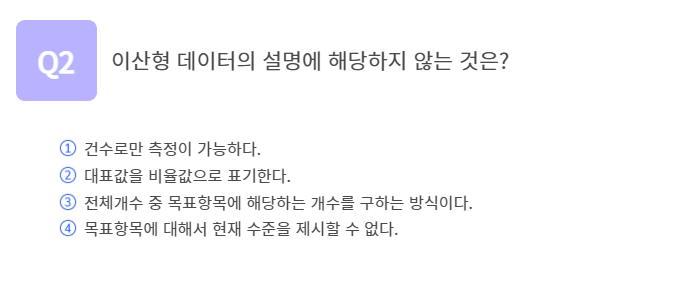 Q2 이산형 데이터의 설명에 해당하지 않는 것은?
① 건수로만 측정이 가능하다.
② 대표값을 비율값으로 표기한다.
③ 전체개수 중 목표항목에 해당하는 개수를 구하는 방식이다.
④ 목표항목에 대해서 현재 수준을 제시할 수 없다.